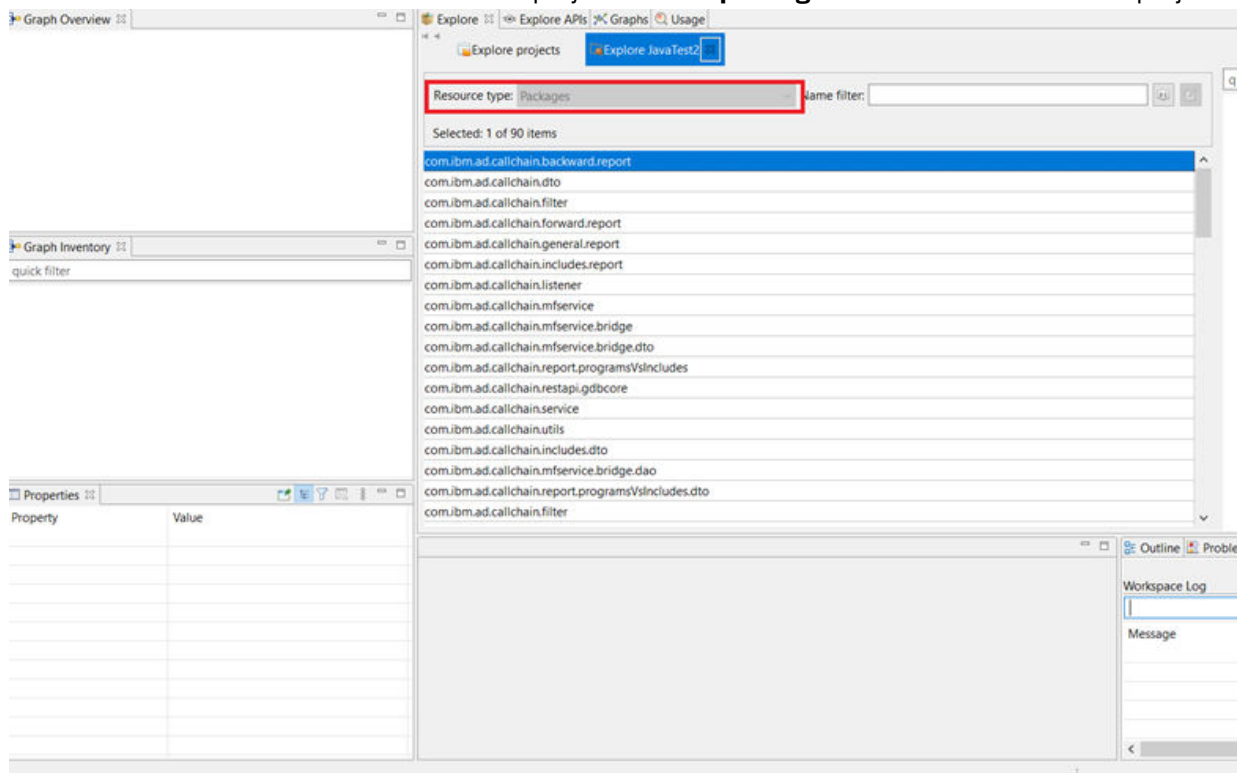 Graph Overview
Explore Explore APIs Graphs Usage
Explore projects Explore JavaTest2
Resource type: Packages Name filter:
Selected: 1 of 90 items
com.ibm.ad.callchain.backward.report
com.ibm.ad.callchain.dto
com.ibm.ad.callchain.filter
com.ibm.ad.callchain.forward.report
com.ibm.ad.callchain.general.report
com.ibm.ad.callchain.includes.report
com.ibm.ad.callchain.listener
com.ibm.ad.callchain.mfservice
com.ibm.ad.callchain.mfservice.bridge
com.ibm.ad.callchain.mfservice.bridge.dto
com.ibm.ad.callchain.report.programsVsIncludes
com.ibm.ad.callchain.restapi.gdbcore
com.ibm.ad.callchain.service
com.ibm.ad.callchain.utils
com.ibm.ad.callchain.includes.dto
com.ibm.ad.callchain.mfservice.bridge.dao
com.ibm.ad.callchain.report.programsVsIncludes.dto
com.ibm.ad.callchain.filter
Graph Inventory
quick filter
Properties
Property Value
Outline Proble
Workspace Log
Message